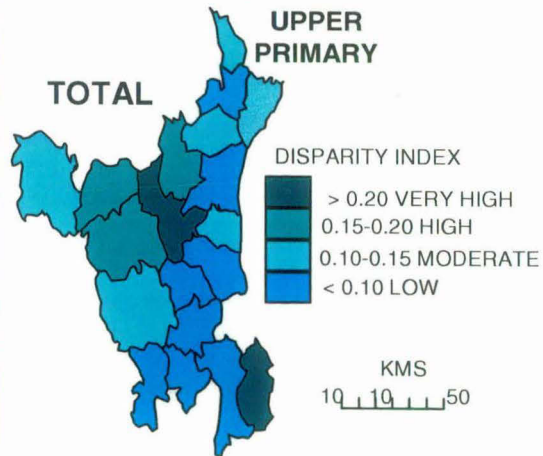 UPPER
PRIMARY
TOTAL
DISPARITY INDEX
> 0.20 VERY HIGH
0.15-0.20 HIGH
0.10-0.15 MODERATE
< 0.10 LOW
KMS
10 10 50